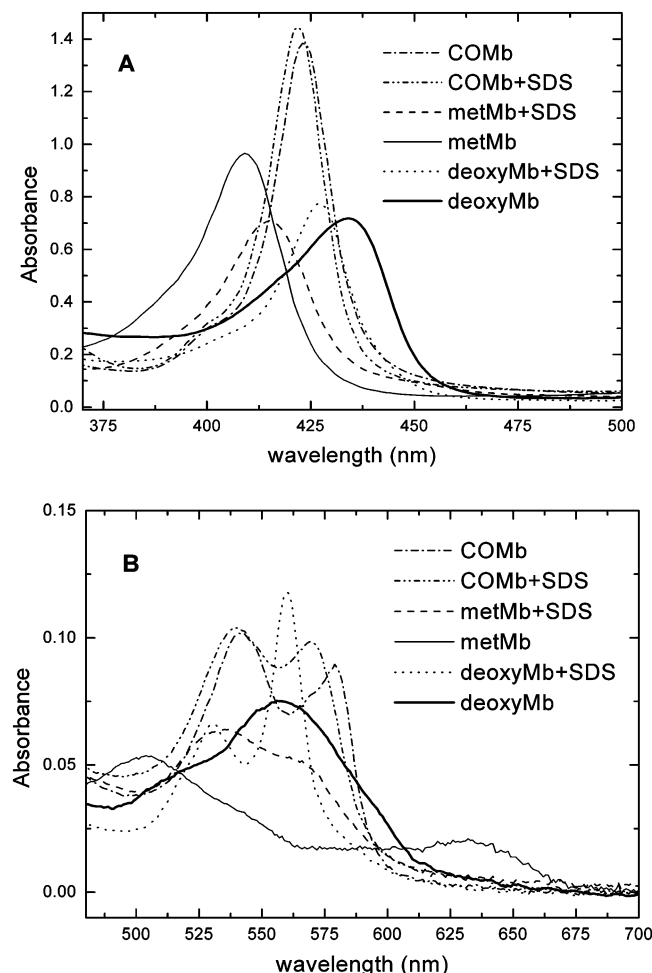 A
COMb
COMb+SDS
metMb+SDS
metMb
deoxyMb+SDS
deoxyMb
Absorbance
1.4
1.2
1.0
0.8
0.6
0.4
0.2
0.0
375 400 425 450 475 500
wavelength (nm)
B
COMb
COMb+SDS
metMb+SDS
metMb
deoxyMb+SDS
deoxyMb
Absorbance
0.15
0.10
0.05
0.00
500 525 550 575 600 625 650 675 700
wavelength (nm)